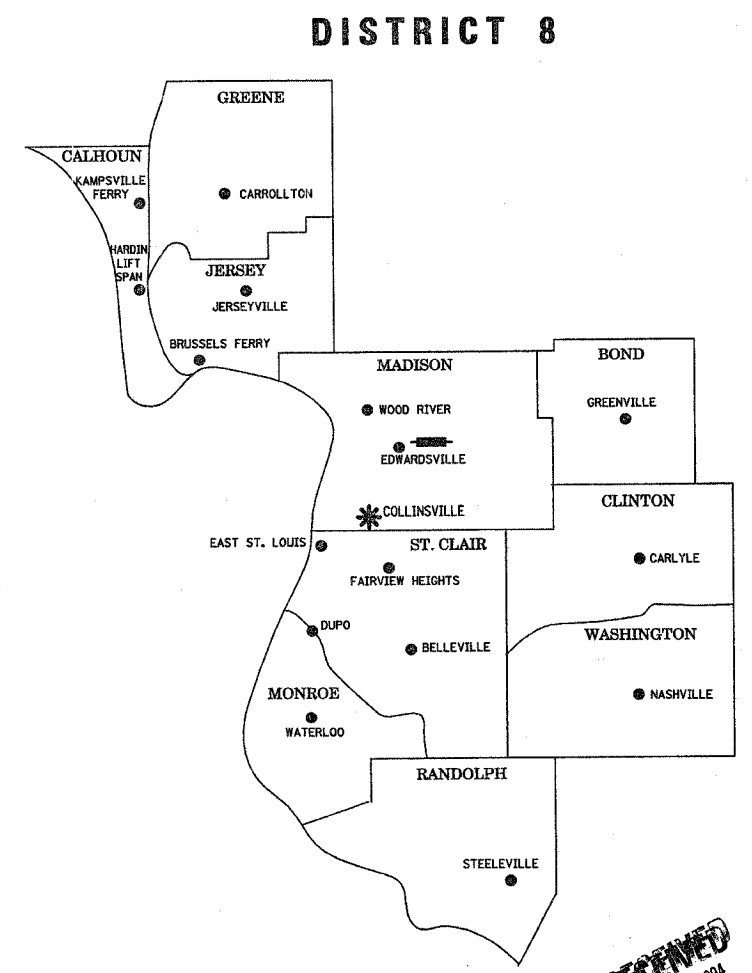 DISTRICT 8
GREENE
CALHOUN
KAMPSVILLE
FERRY
CARROLLTON
HARDIN
LIFT
SPAN
JERSEY
JERSEYVILLE
BRUSSELS FERRY
MADISON
BOND
WOOD RIVER
GREENVILLE
EDWARDSVILLE
CLINTON
COLLINSVILLE
EAST ST. LOUIS
ST. CLAIR
CARLYLE
FAIRVIEW HEIGHTS
DUPO
WASHINGTON
BELLEVILLE
MONROE
NASHVILLE
WATERLOO
RANDOLPH
STEELEVILLE
RECEIVED